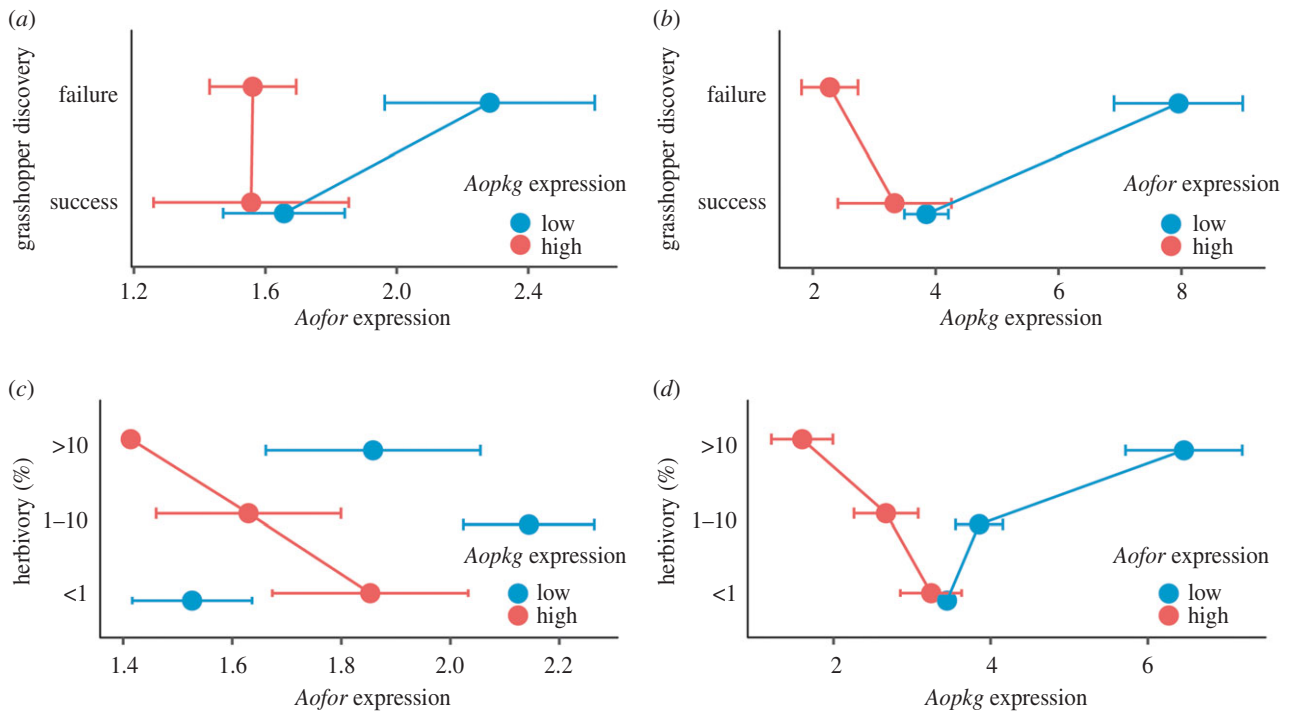 (a)
grasshopper discovery
failure
success
Aopkg expression
low
high
1.2 1.6 2.0 2.4
Aofor expression
(b)
grasshopper discovery
failure
success
Aofor expression
low
high
2 4 6 8
Aopkg expression
(c)
herbivory (%)
>10
1–10
<1
Aopkg expression
low
high
1.4 1.6 1.8 2.0 2.2
Aofor expression
(d)
herbivory (%)
>10
1–10
<1
Aofor expression
low
high
2 4 6
Aopkg expression